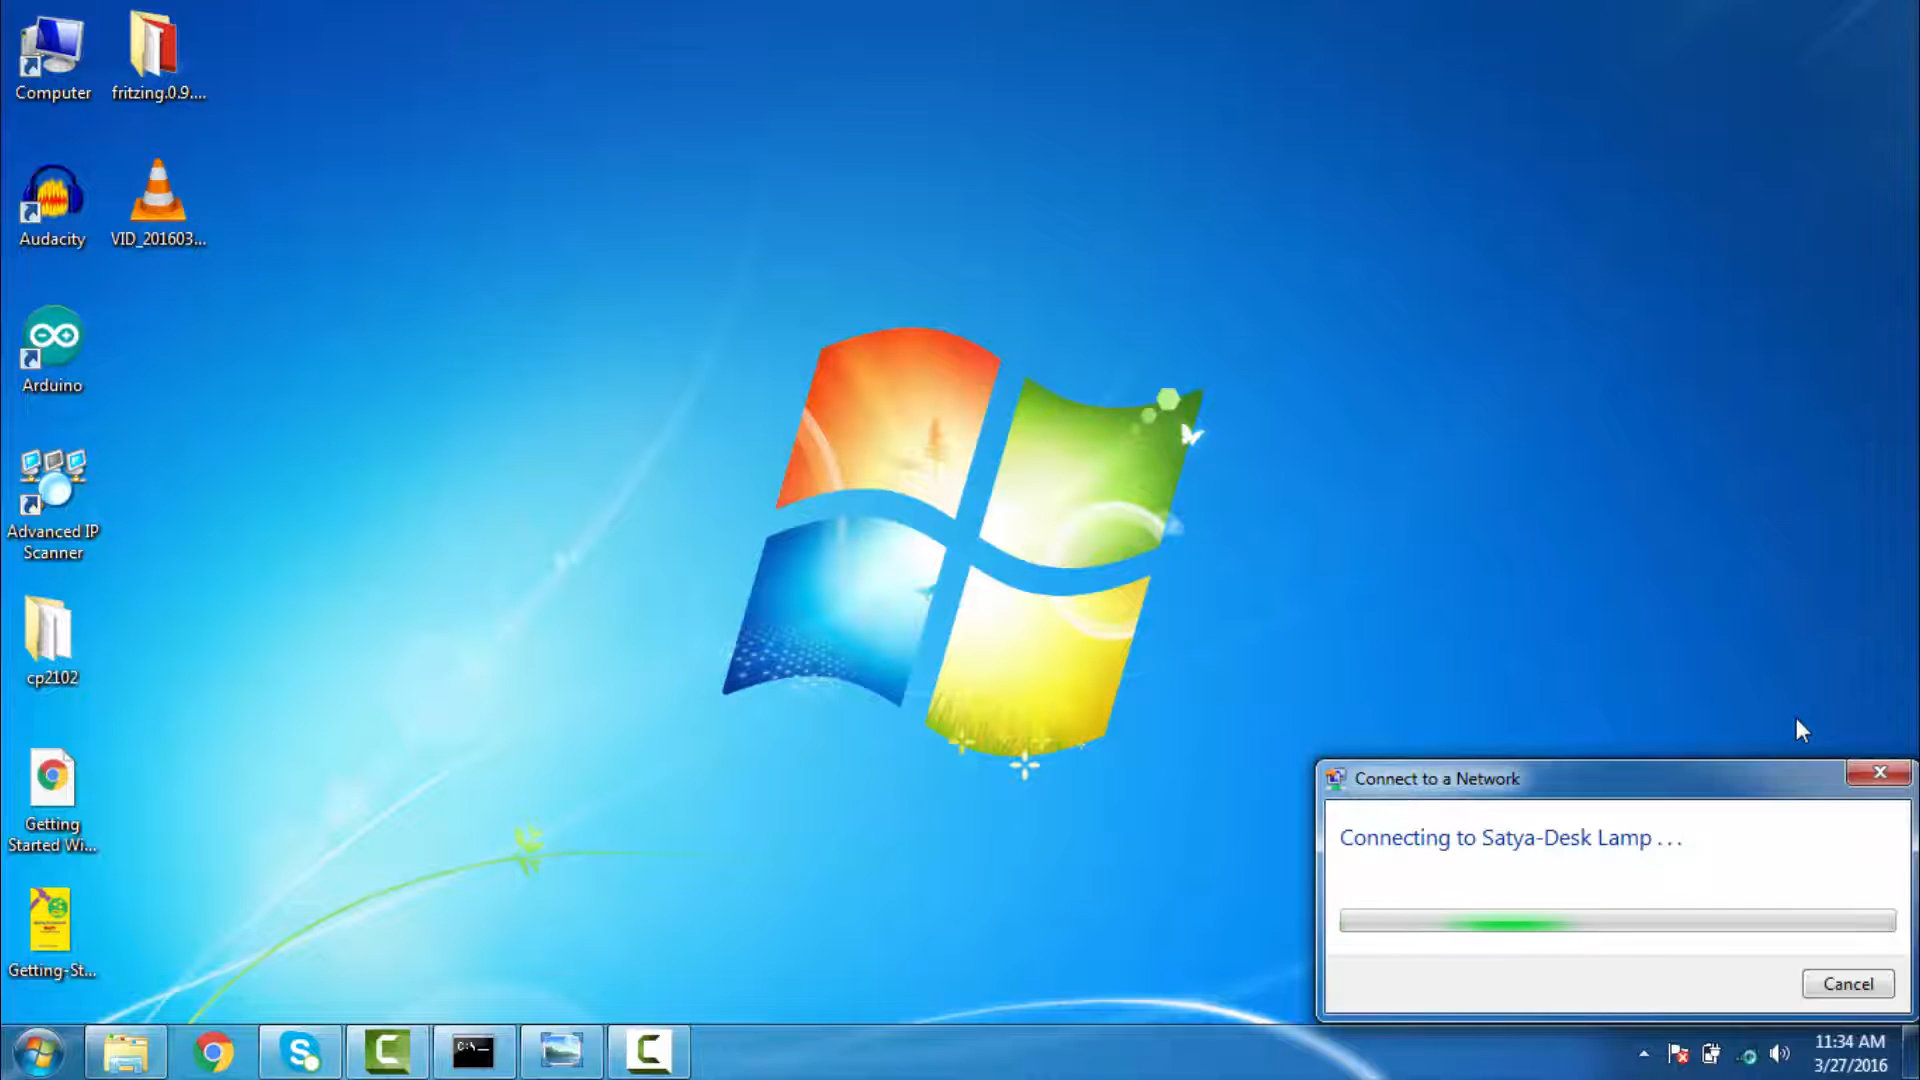 Computer
fritzing.0.9....
Audacity
VID_201603...
Arduino
Advanced IP
Scanner
cp2102
Getting
Started Wi...
Getting-St...
Connect to a Network
Connecting to Satya-Desk Lamp . . .
Cancel
C:\._
11:34 AM
3/27/2016